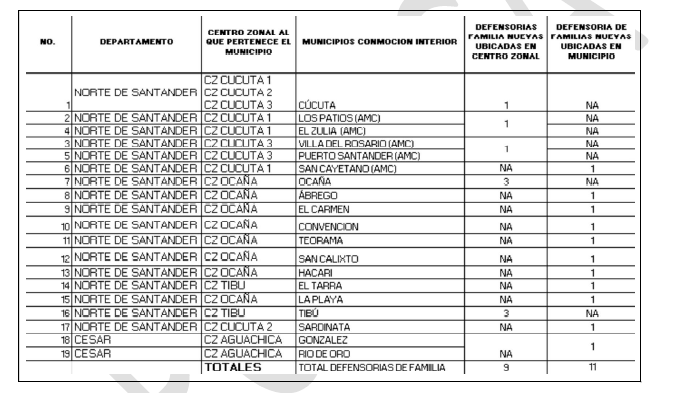 NO. DEPARTAMENTO CENTRO ZONAL AL QUE PERTENECE EL MUNICIPIO MUNICIPIOS CONMOCION INTERIOR DEFENSORIAS FAMILIA NUEVAS UBICADAS EN CENTRO ZONAL DEFENSORIA DE FAMILIAS NUEVAS UBICADAS EN MUNICIPIO
1 NORTE DE SANTANDER CZ CUCUTA 1 CZ CUCUTA 2 CZ CUCUTA 3 CÚCUTA 1 NA
2 NORTE DE SANTANDER CZ CUCUTA 1 LOS PATIOS (AMC) 1 NA
4 NORTE DE SANTANDER CZ CUCUTA 1 EL ZULIA (AMC) NA
3 NORTE DE SANTANDER CZ CUCUTA 3 VILLA DEL ROSARIO (AMC) 1 NA
5 NORTE DE SANTANDER CZ CUCUTA 3 PUERTO SANTANDER (AMC) NA
6 NORTE DE SANTANDER CZ CUCUTA 1 SAN CAYETANO (AMC) NA 1
7 NORTE DE SANTANDER CZ OCAÑA OCAÑA 3 NA
8 NORTE DE SANTANDER CZ OCAÑA ÁBREGO NA 1
9 NORTE DE SANTANDER CZ OCAÑA EL CARMEN NA 1
10 NORTE DE SANTANDER CZ OCAÑA CONVENCION NA 1
11 NORTE DE SANTANDER CZ OCAÑA TEORAMA NA 1
12 NORTE DE SANTANDER CZ OCAÑA SAN CALIXTO NA 1
13 NORTE DE SANTANDER CZ OCAÑA HACARI NA 1
14 NORTE DE SANTANDER CZ TIBU EL TARRA NA 1
15 NORTE DE SANTANDER CZ OCAÑA LA PLAYA NA 1
16 NORTE DE SANTANDER CZ TIBU TIBÚ 3 NA
17 NORTE DE SANTANDER CZ CUCUTA 2 SARDINATA NA 1
18 CESAR CZ AGUACHICA GONZALEZ 1
19 CESAR CZ AGUACHICA RIO DE ORO NA
TOTALES TOTAL DEFENSORIAS DE FAMILIA 9 11